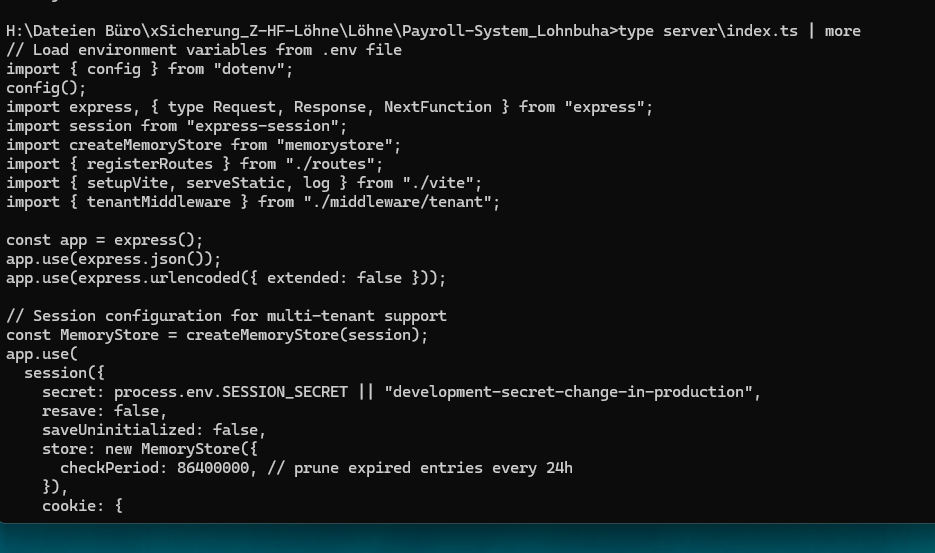 H:\Dateien Büro\xSicherung_Z-HF-Löhne\Löhne\Payroll-System_Lohnbuha>type server\index.ts | more
// Load environment variables from .env file
import { config } from "dotenv";
config();
import express, { type Request, Response, NextFunction } from "express";
import session from "express-session";
import createMemoryStore from "memorystore";
import { registerRoutes } from "./routes";
import { setupVite, serveStatic, log } from "./vite";
import { tenantMiddleware } from "./middleware/tenant";

const app = express();
app.use(express.json());
app.use(express.urlencoded({ extended: false }));

// Session configuration for multi-tenant support
const MemoryStore = createMemoryStore(session);
app.use(
  session({
    secret: process.env.SESSION_SECRET || "development-secret-change-in-production",
    resave: false,
    saveUninitialized: false,
    store: new MemoryStore({
      checkPeriod: 86400000, // prune expired entries every 24h
    }),
    cookie: {